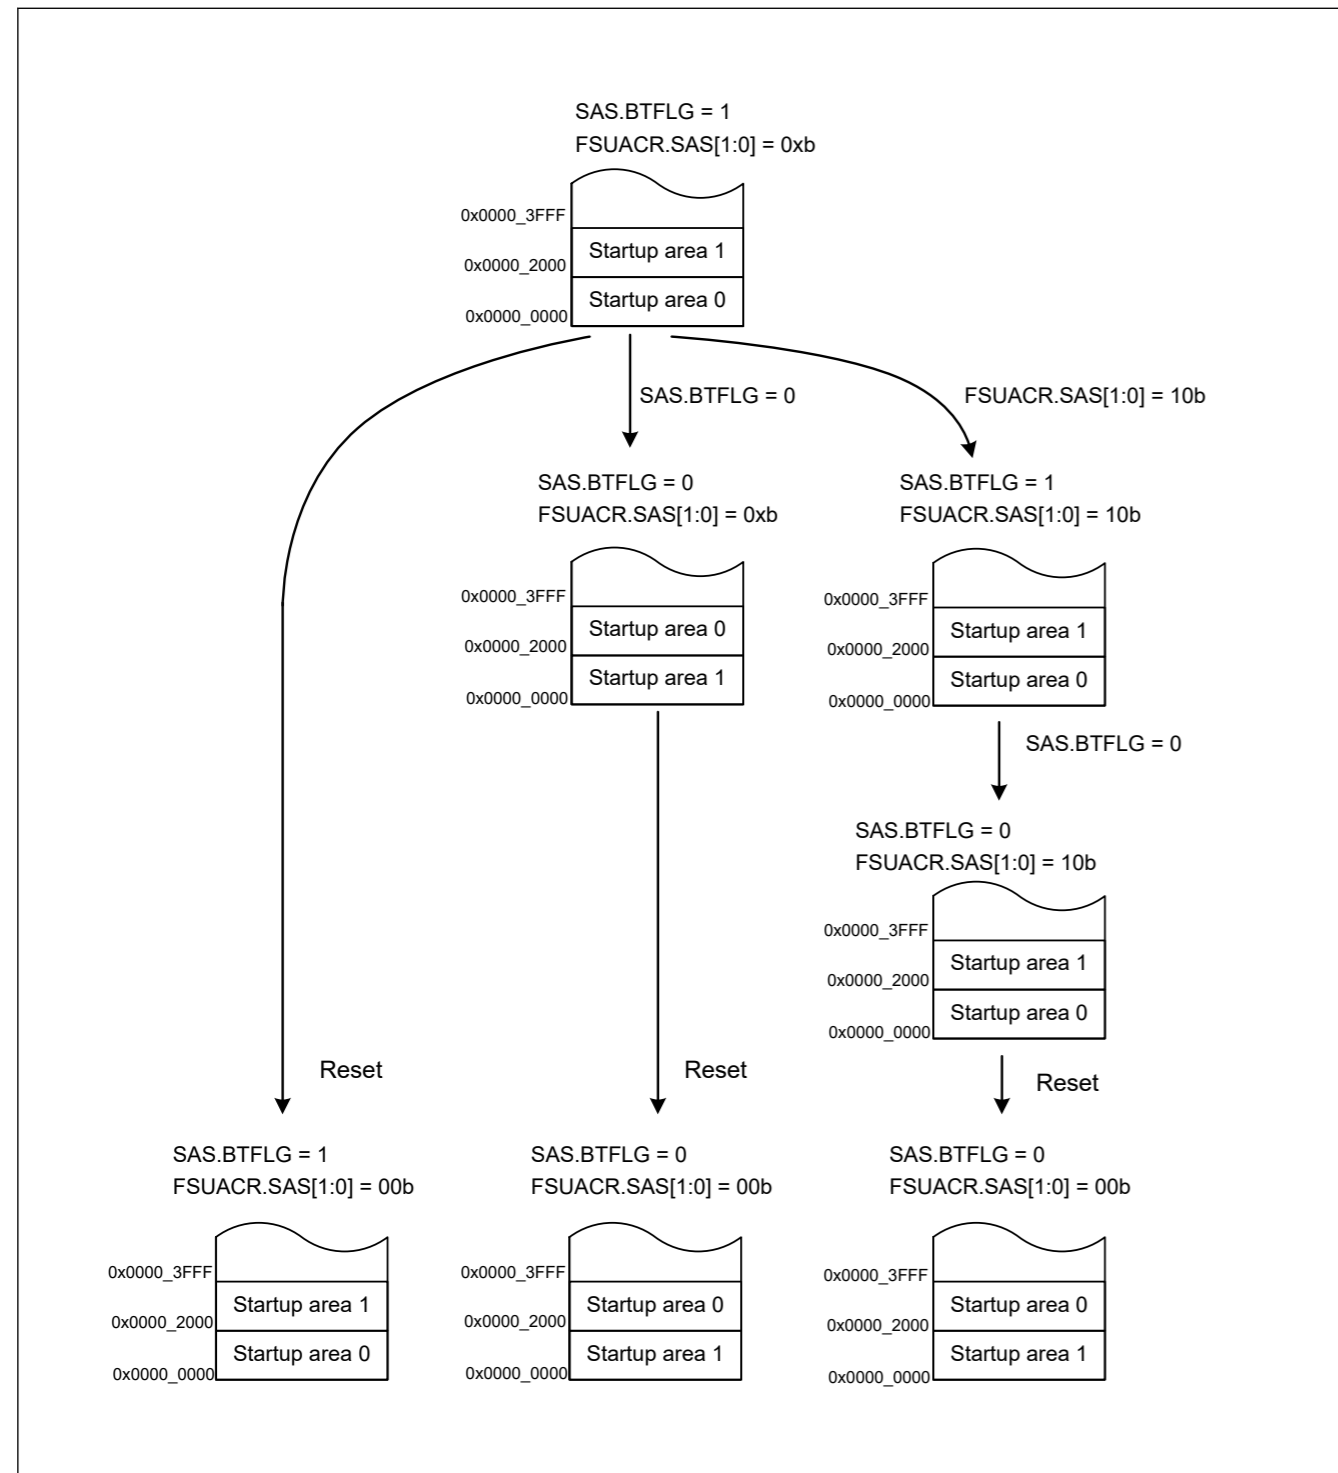 SAS.BTFLG = 1
FSUACR.SAS[1:0] = 0xb
0x0000_3FFF
Startup area 1
0x0000_2000
Startup area 0
0x0000_0000
SAS.BTFLG = 0
FSUACR.SAS[1:0] = 10b
SAS.BTFLG = 0
FSUACR.SAS[1:0] = 0xb
0x0000_3FFF
Startup area 0
0x0000_2000
Startup area 1
0x0000_0000
SAS.BTFLG = 1
FSUACR.SAS[1:0] = 10b
0x0000_3FFF
Startup area 1
0x0000_2000
Startup area 0
0x0000_0000
SAS.BTFLG = 0
SAS.BTFLG = 0
FSUACR.SAS[1:0] = 10b
0x0000_3FFF
Startup area 1
0x0000_2000
Startup area 0
0x0000_0000
Reset
Reset
Reset
SAS.BTFLG = 1
FSUACR.SAS[1:0] = 00b
0x0000_3FFF
Startup area 1
0x0000_2000
Startup area 0
0x0000_0000
SAS.BTFLG = 0
FSUACR.SAS[1:0] = 00b
0x0000_3FFF
Startup area 0
0x0000_2000
Startup area 1
0x0000_0000
SAS.BTFLG = 0
FSUACR.SAS[1:0] = 00b
0x0000_3FFF
Startup area 0
0x0000_2000
Startup area 1
0x0000_0000